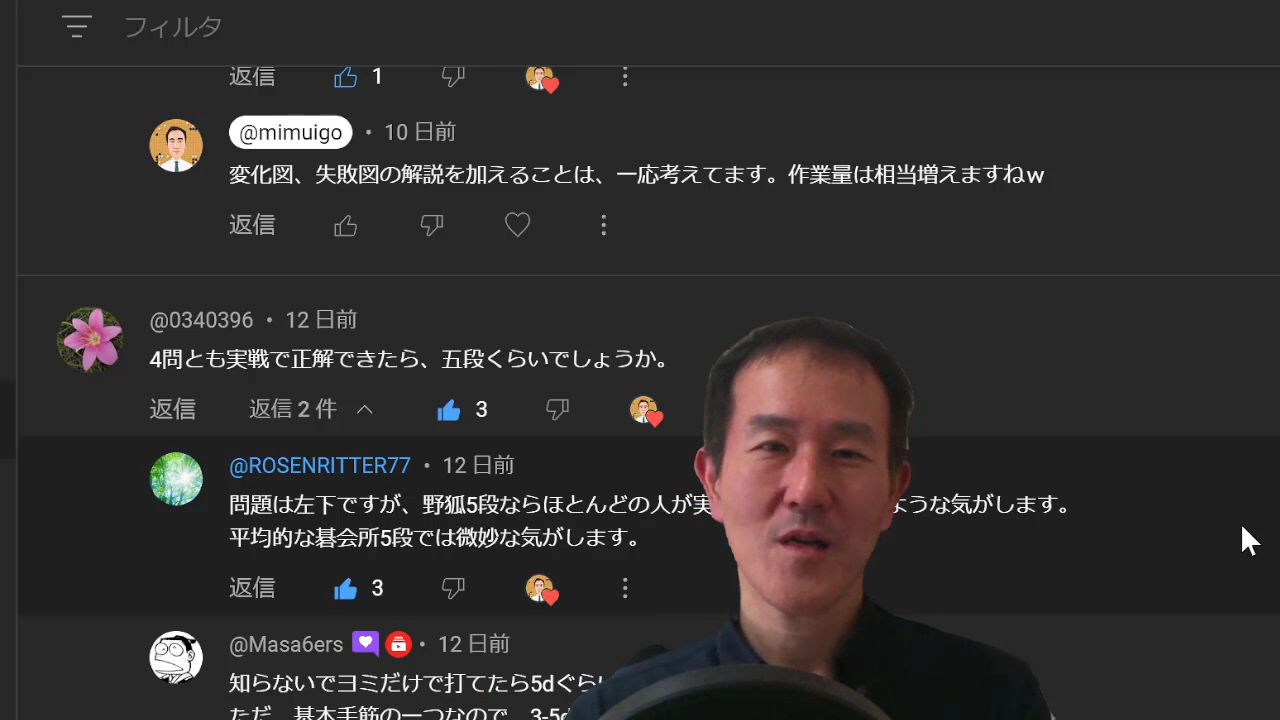 フィルタ
返信 1
@mimuigo • 10 日前
変化図、失敗図の解説を加えることは、一応考えてます。作業量は相当増えますねw
返信
@0340396 • 12 日前
4問とも実戦で正解できたら、五段くらいでしょうか。
返信 返信 2 件 3
@ROSENRITTER77 • 12 日前
問題は左下ですが、野狐5段ならほとんどの人が実 ような気がします。
平均的な碁会所5段では微妙な気がします。
返信 3
@Masa6ers • 12 日前
知らないでヨミだけで打てたら5dぐら
ただ、基本手筋の一つなので、3-5d